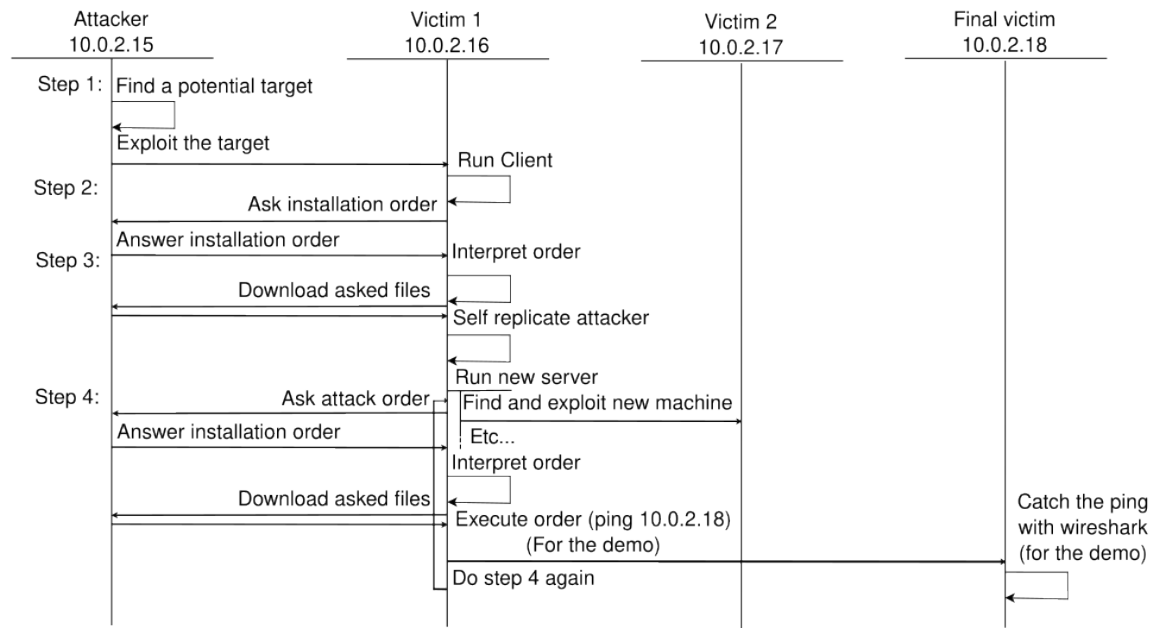 Attacker
10.0.2.15
Victim 1
10.0.2.16
Victim 2
10.0.2.17
Final victim
10.0.2.18
Step 1:
Find a potential target
Exploit the target
Run Client
Step 2:
Ask installation order
Answer installation order
Interpret order
Step 3:
Download asked files
Self replicate attacker
Run new server
Step 4:
Ask attack order
Find and exploit new machine
Answer installation order
Etc...
Interpret order
Download asked files
Execute order (ping 10.0.2.18)
(For the demo)
Catch the ping
with wireshark
(for the demo)
Do step 4 again